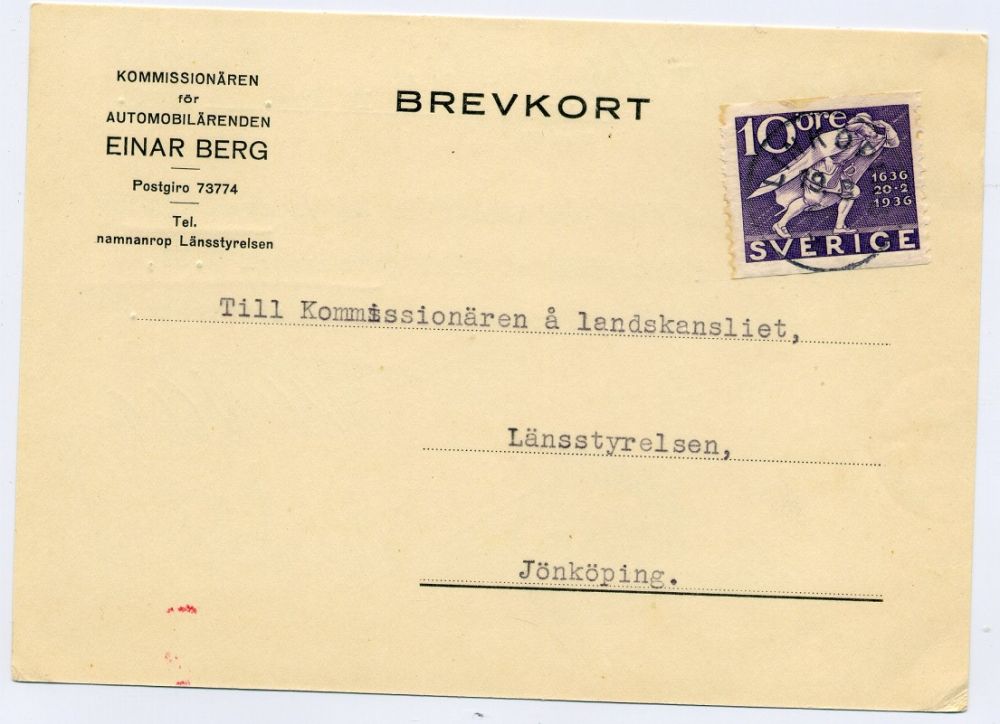 KOMMISSIONÄREN
för
AUTOMOBILÄRENDEN
EINAR BERG
Postgiro 73774
Tel.
namnanrop Länsstyrelsen
BREVKORT
10 öre
1636
20·2
1936
SVERIGE
Till Kommissionären å landskansliet,
Länsstyrelsen,
Jönköping.